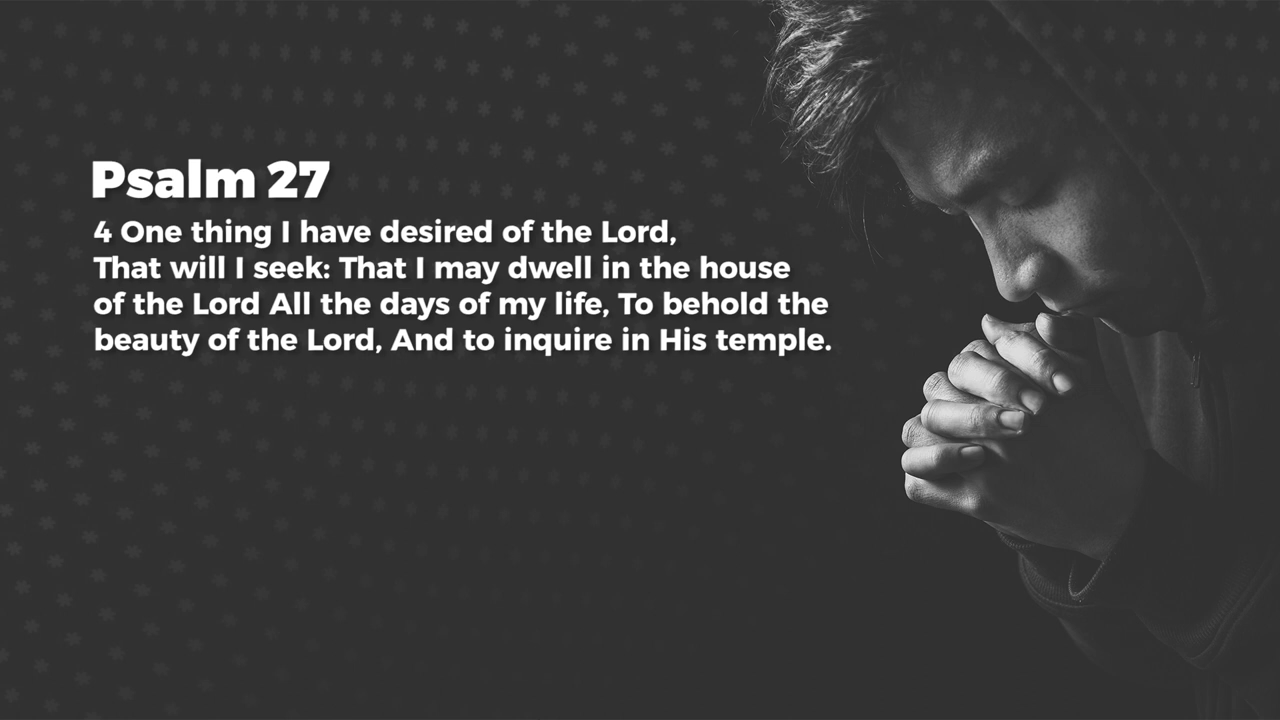 Psalm 27
4 One thing I have desired of the Lord,
That will I seek: That I may dwell in the house
of the Lord All the days of my life, To behold the
beauty of the Lord, And to inquire in His temple.